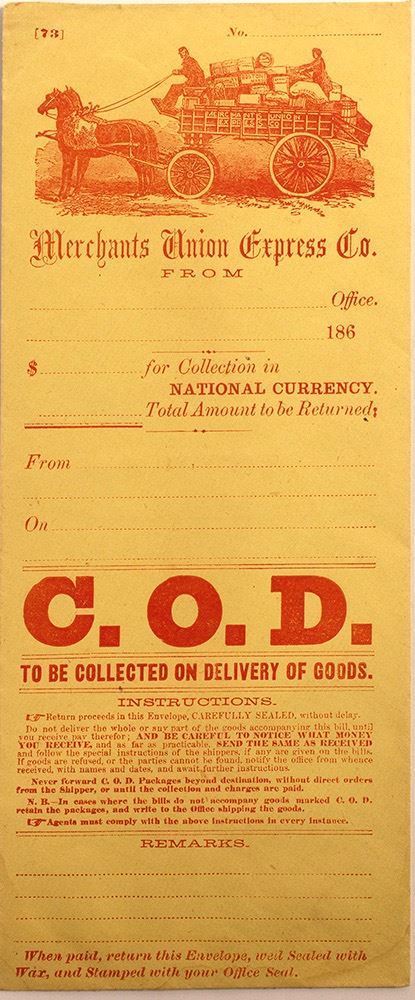 [73] No.
MERCHANTS UNION
EXPRESS CO
Merchants Union Express Co.
FROM
Office.
186
$ for Collection in
NATIONAL CURRENCY.
Total Amount to be Returned;
From
On
C. O. D.
TO BE COLLECTED ON DELIVERY OF GOODS.
INSTRUCTIONS.
☞Return proceeds in this Envelope, CAREFULLY SEALED, without delay.
Do not deliver the whole or any part of the goods accompanying this bill, until
you receive pay therefor; AND BE CAREFUL TO NOTICE WHAT MONEY
YOU RECEIVE, and as far as practicable, SEND THE SAME AS RECEIVED
and follow the special instructions of the shippers, if any are given on the bills.
If goods are refused, or the parties cannot be found, notify the office from whence
received, with names and dates, and await further instructions.
Never forward C. O. D. Packages beyond destination, without direct orders
from the Shipper, or until the collection and charges are paid.
N. B.—In cases where the bills do not accompany goods marked C. O. D.
retain the packages, and write to the Office shipping the goods.
☞Agents must comply with the above instructions in every instance.
REMARKS.
When paid, return this Envelope, well Sealed with
Wax, and Stamped with your Office Seal.